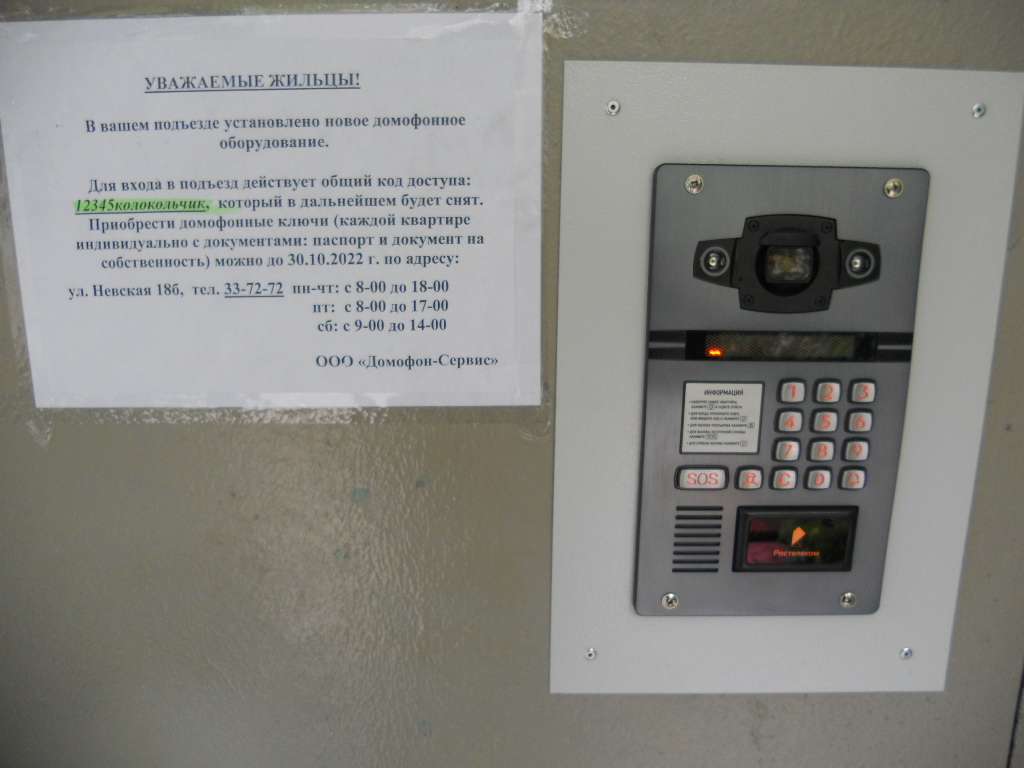 УВАЖАЕМЫЕ ЖИЛЬЦЫ!
В вашем подъезде установлено новое домофонное
оборудование.
Для входа в подъезд действует общий код доступа:
12345колокольчик, который в дальнейшем будет снят.
Приобрести домофонные ключи (каждой квартире
индивидуально с документами: паспорт и документ на
собственность) можно до 30.10.2022 г. по адресу:
ул. Невская 18б, тел. 33-72-72 пн-чт: с 8-00 до 18-00
пт: с 8-00 до 17-00
сб: с 9-00 до 14-00
ООО «Домофон-Сервис»
ИНФОРМАЦИЯ
1 2 3
4 5 6
7 8 9
SOS C 0
Ростелеком